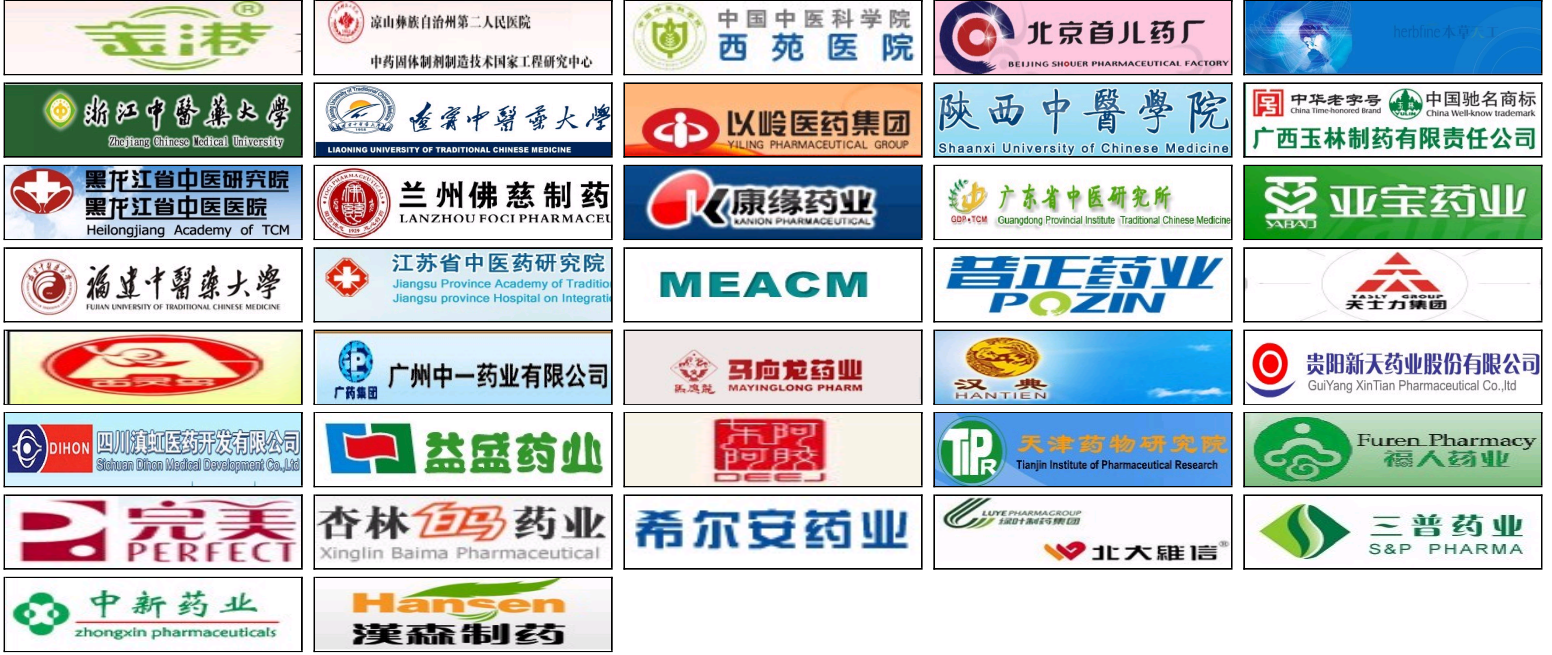 金港®
凉山彝族自治州第二人民医院
中药固体制剂制造技术国家工程研究中心
中国中医科学院
西苑医院
北京首儿药厂
BEIJING SHOUER PHARMACEUTICAL FACTORY
herbfine 本草天工
浙江中醫藥大學
Zhejiang Chinese Medical University
遼寧中醫藥大學
LIAONING UNIVERSITY OF TRADITIONAL CHINESE MEDICINE
以岭医药集团
YILING PHARMACEUTICAL GROUP
陝西中醫學院
Shaanxi University of Chinese Medicine
中华老字号
China Time-honored Brand
中国驰名商标
China Well-know trademark
广西玉林制药有限责任公司
黑龙江省中医研究院
黑龙江省中医医院
Heilongjiang Academy of TCM
兰州佛慈制药
LANZHOU FOCI PHARMACEU
康缘药业
KANION PHARMACEUTICAL
广东省中医研究所
GDP·TCM
Guangdong Provincial Institute Traditional Chinese Medicine
亚宝药业
YABAO
福建中醫藥大學
FUJIAN UNIVERSITY OF TRADITIONAL CHINESE MEDICINE
江苏省中医药研究院
Jiangsu Province Academy of Traditio
Jiangsu province Hospital on Integrati
MEACM
普正药业
POZIN
TASLY GROUP
天士力集团
广药集团
广州中一药业有限公司
马应龙药业
MAYINGLONG PHARM
馬應龍
汉典
HANTIEN
贵阳新天药业股份有限公司
GuiYang XinTian Pharmaceutical Co.,ltd
DIHON
四川滇虹医药开发有限公司
Sichuan Dihon Medical Development Co.,Ltd
益盛药业
东阿
阿胶
DEEJ
TIPR
天津药物研究院
Tianjin Institute of Pharmaceutical Research
Furen Pharmacy
福人药业
完美
PERFECT
杏林白马药业
Xinglin Baima Pharmaceutical
希尔安药业
LUYE PHARMAGROUP
绿叶制药集团
北大維信®
三普药业
S&P PHARMA
中新药业
zhongxin pharmaceuticals
Hansen
漢森制药